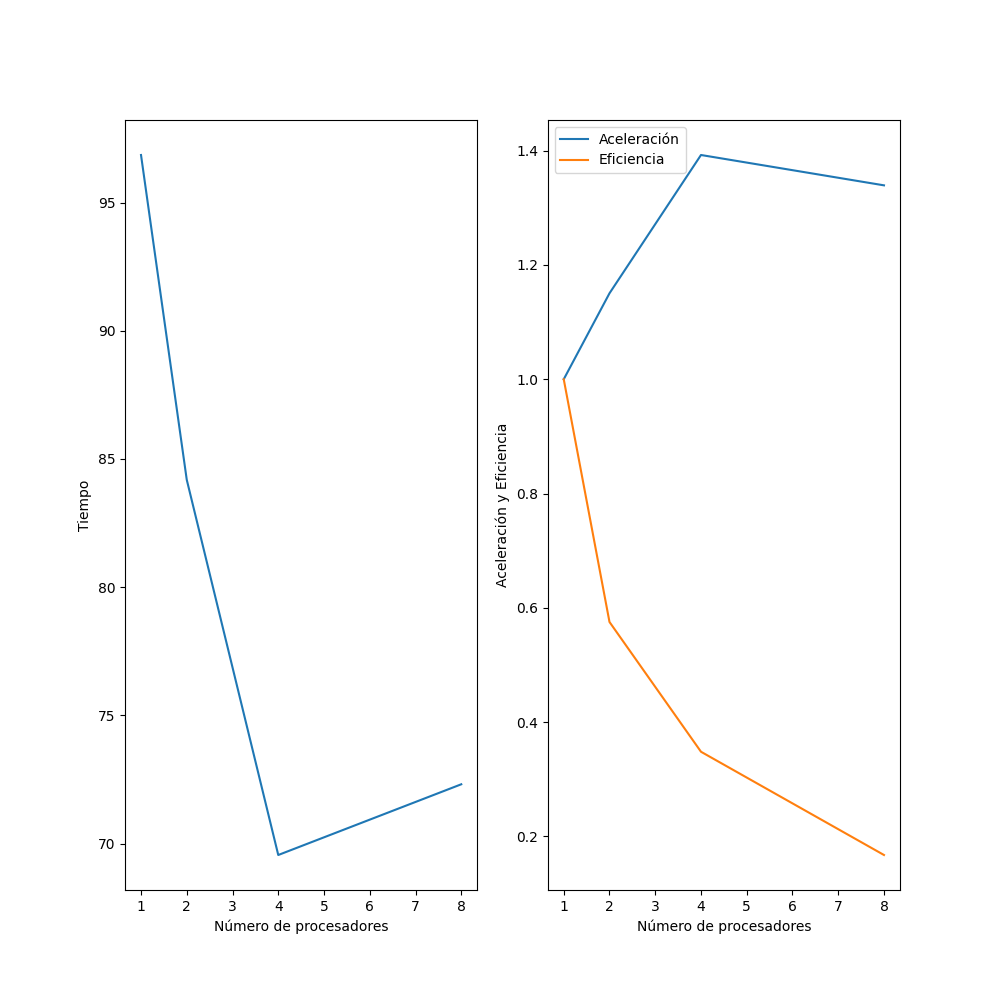 Tiempo
95
90
85
80
75
70
1 2 3 4 5 6 7 8
Número de procesadores
Aceleración y Eficiencia
1.4
1.2
1.0
0.8
0.6
0.4
0.2
Aceleración
Eficiencia
1 2 3 4 5 6 7 8
Número de procesadores